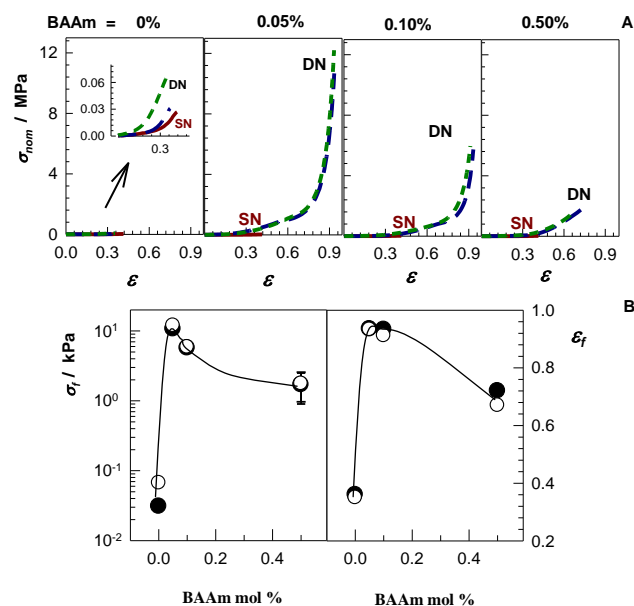 BAAm = 0% 0.05% 0.10% 0.50% A
12
8
4
0
σnom / MPa
0.06
0.03
0.00
0.3
DN
SN
DN
SN
DN
SN
DN
SN
0.0 0.3 0.6 0.9 0.3 0.6 0.9 0.3 0.6 0.9 0.3 0.6 0.9
ε ε ε ε
B
10¹
10⁰
10⁻¹
10⁻²
σf / kPa
1.0
0.8
0.6
0.4
0.2
εf
0.0 0.2 0.4 0.0 0.2 0.4
BAAm mol % BAAm mol %